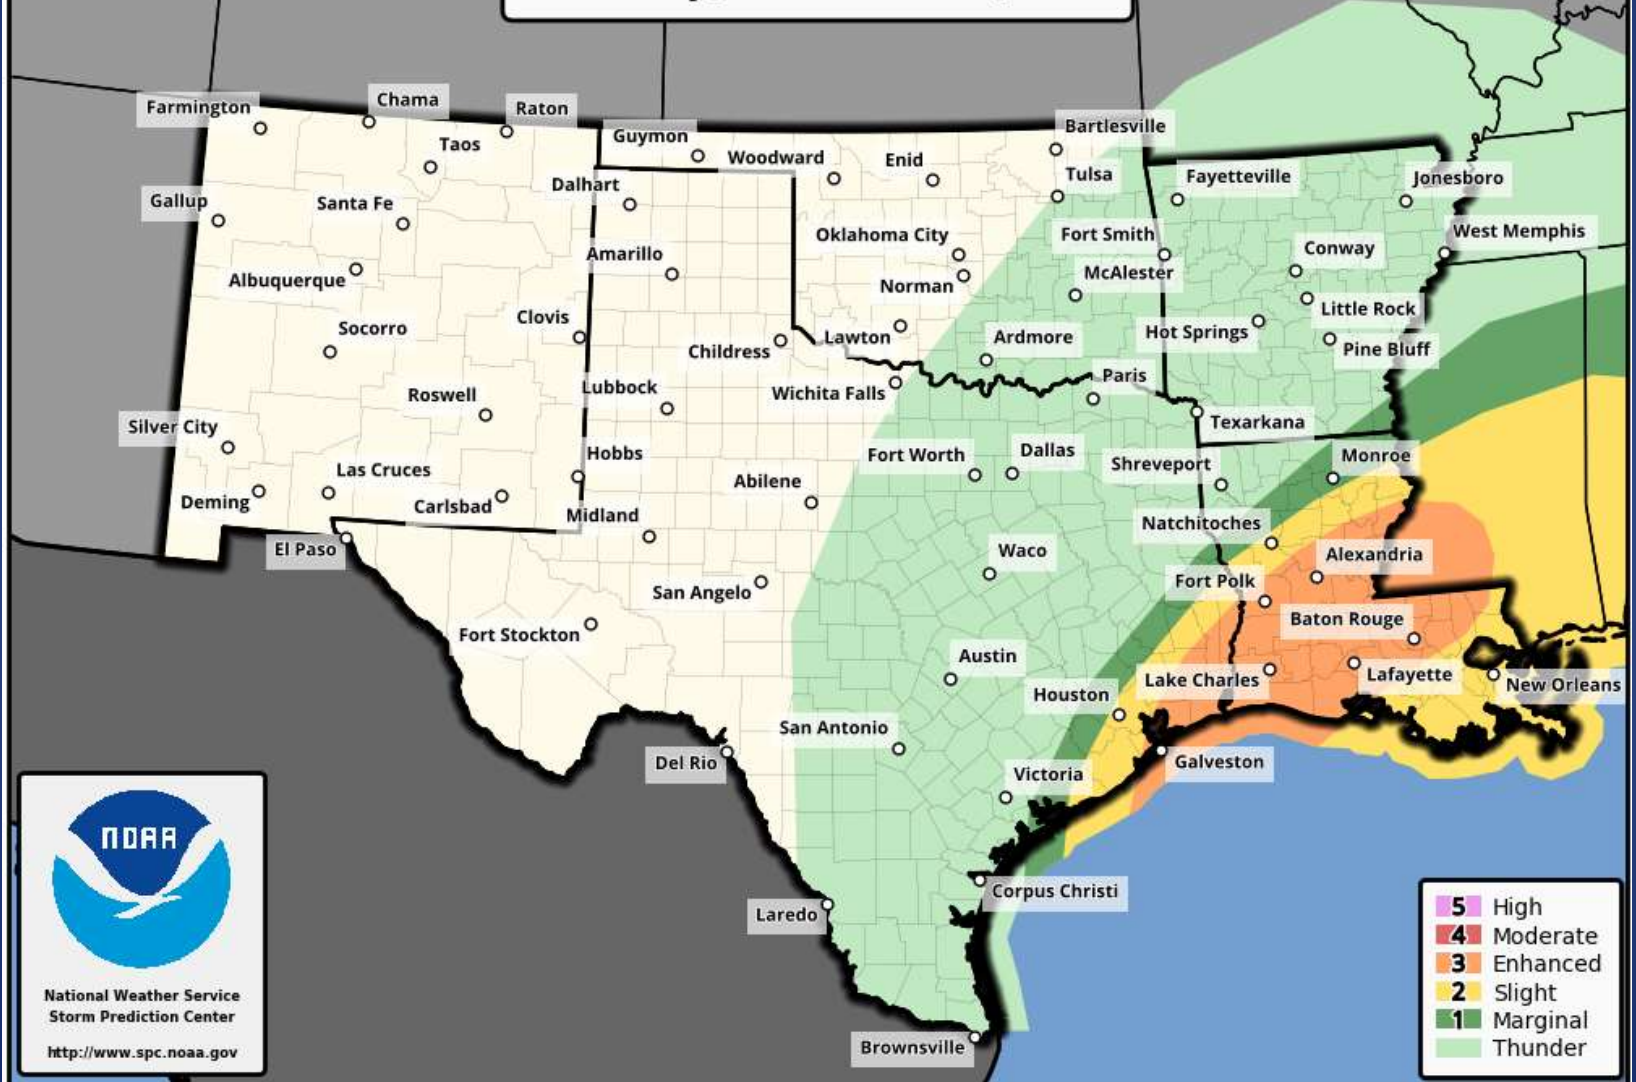 Farmington
Chama
Raton
Taos
Guymon
Woodward
Enid
Bartlesville
Tulsa
Fayetteville
Jonesboro
Gallup
Santa Fe
Dalhart
Oklahoma City
Fort Smith
Conway
West Memphis
Albuquerque
Amarillo
Norman
McAlester
Little Rock
Socorro
Clovis
Childress
Lawton
Ardmore
Hot Springs
Pine Bluff
Roswell
Lubbock
Wichita Falls
Paris
Texarkana
Silver City
Las Cruces
Hobbs
Abilene
Fort Worth
Dallas
Shreveport
Monroe
Deming
Carlsbad
Midland
Natchitoches
El Paso
San Angelo
Waco
Fort Polk
Alexandria
Fort Stockton
Austin
Baton Rouge
Houston
Lake Charles
Lafayette
New Orleans
Del Rio
San Antonio
Victoria
Galveston
Laredo
Corpus Christi
Brownsville
NOAA
National Weather Service
Storm Prediction Center
http://www.spc.noaa.gov
5 High
4 Moderate
3 Enhanced
2 Slight
1 Marginal
Thunder